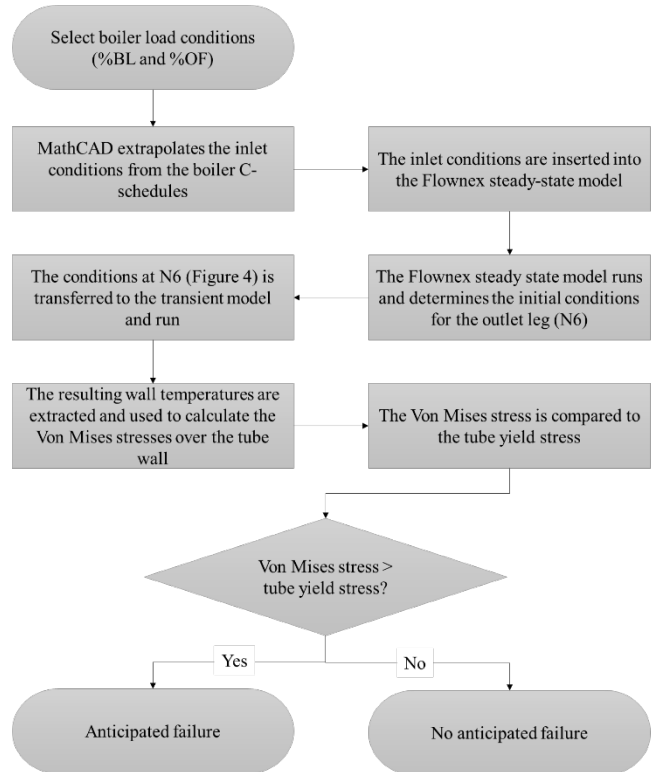 Select boiler load conditions
(%BL and %OF)
MathCAD extrapolates the inlet
conditions from the boiler C-
schedules
The inlet conditions are inserted into
the Flownex steady-state model
The Flownex steady state model runs
and determines the initial conditions
for the outlet leg (N6)
The conditions at N6 (Figure 4) is
transferred to the transient model
and run
The resulting wall temperatures are
extracted and used to calculate the
Von Mises stresses over the tube
wall
The Von Mises stress is compared to
the tube yield stress
Von Mises stress >
tube yield stress?
Yes
No
Anticipated failure
No anticipated failure